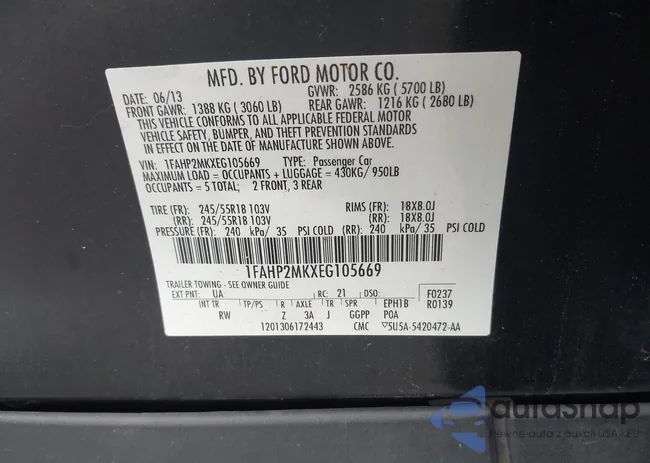 MFD. BY FORD MOTOR CO.
DATE: 06/13 GVWR: 2586 KG ( 5700 LB)
FRONT GAWR: 1388 KG ( 3060 LB) REAR GAWR: 1216 KG ( 2680 LB)
THIS VEHICLE CONFORMS TO ALL APPLICABLE FEDERAL MOTOR
VEHICLE SAFETY, BUMPER, AND THEFT PREVENTION STANDARDS
IN EFFECT ON THE DATE OF MANUFACTURE SHOWN ABOVE.
VIN: 1FAHP2MKXEG105669 TYPE: Passenger Car
MAXIMUM LOAD = OCCUPANTS + LUGGAGE = 430KG/ 950LB
OCCUPANTS = 5 TOTAL; 2 FRONT, 3 REAR
TIRE (FR): 245/55R18 103V RIMS (FR): 18X8.0J
(RR): 245/55R18 103V (RR): 18X8.0J
PRESSURE (FR): 240 kPa/ 35 PSI COLD (RR): 240 kPa/ 35 PSI COLD
1FAHP2MKXEG105669
TRAILER TOWING - SEE OWNER GUIDE
EXT PNT: UA RC: 21 DSO: F0237
INT TR TP/PS R AXLE TR SPR EPH1B R0139
RW Z 3A J GGPP POA
1201306172443 CMC 5U5A-5420472-AA
autosnap
Pewne auta z aukcji USA i EU